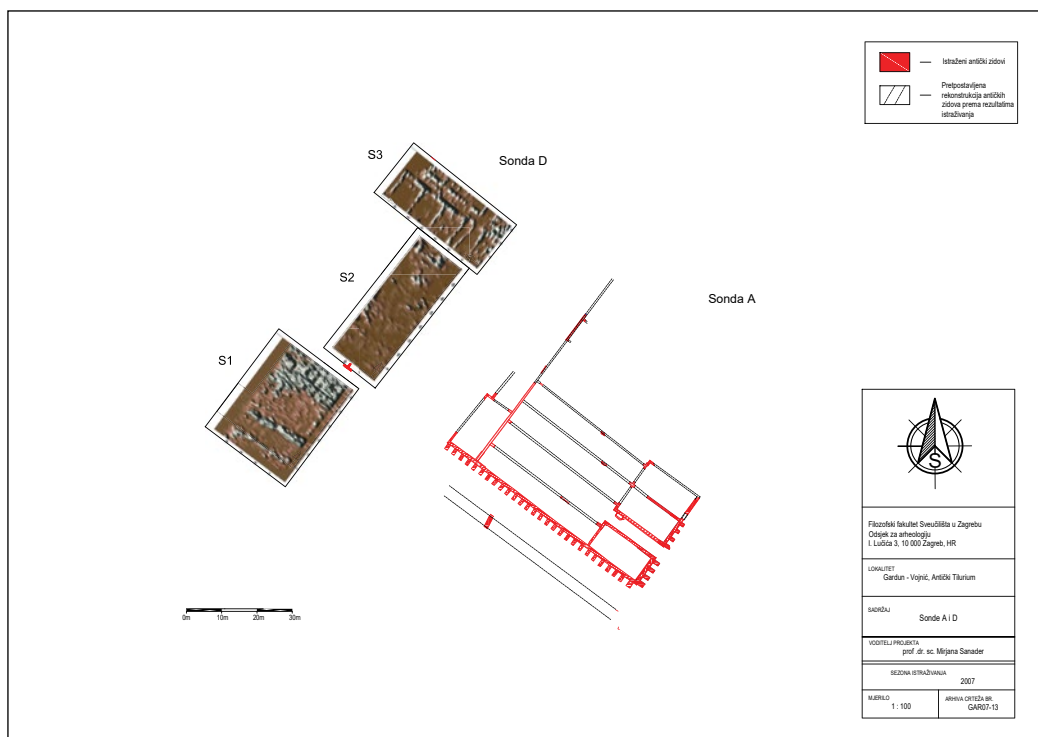 Istraženi antički zidovi
Pretpostavljena
rekonstrukcija antičkih
zidova prema rezultatima
istraživanja
S3
Sonda D
S2
Sonda A
S1
0m 10m 20m 30m
S
Filozofski fakultet Sveučilišta u Zagrebu
Odsjek za arheologiju
I. Lučića 3, 10 000 Zagreb, HR
LOKALITET
Gardun - Vojnić, Antički Tilurium
SADRŽAJ
Sonde A i D
VODITELJ PROJEKTA
prof .dr. sc. Mirjana Sanader
SEZONA ISTRAŽIVANJA
2007
MJERILO
1 : 100
ARHIVA CRTEŽA BR.
GAR07-13